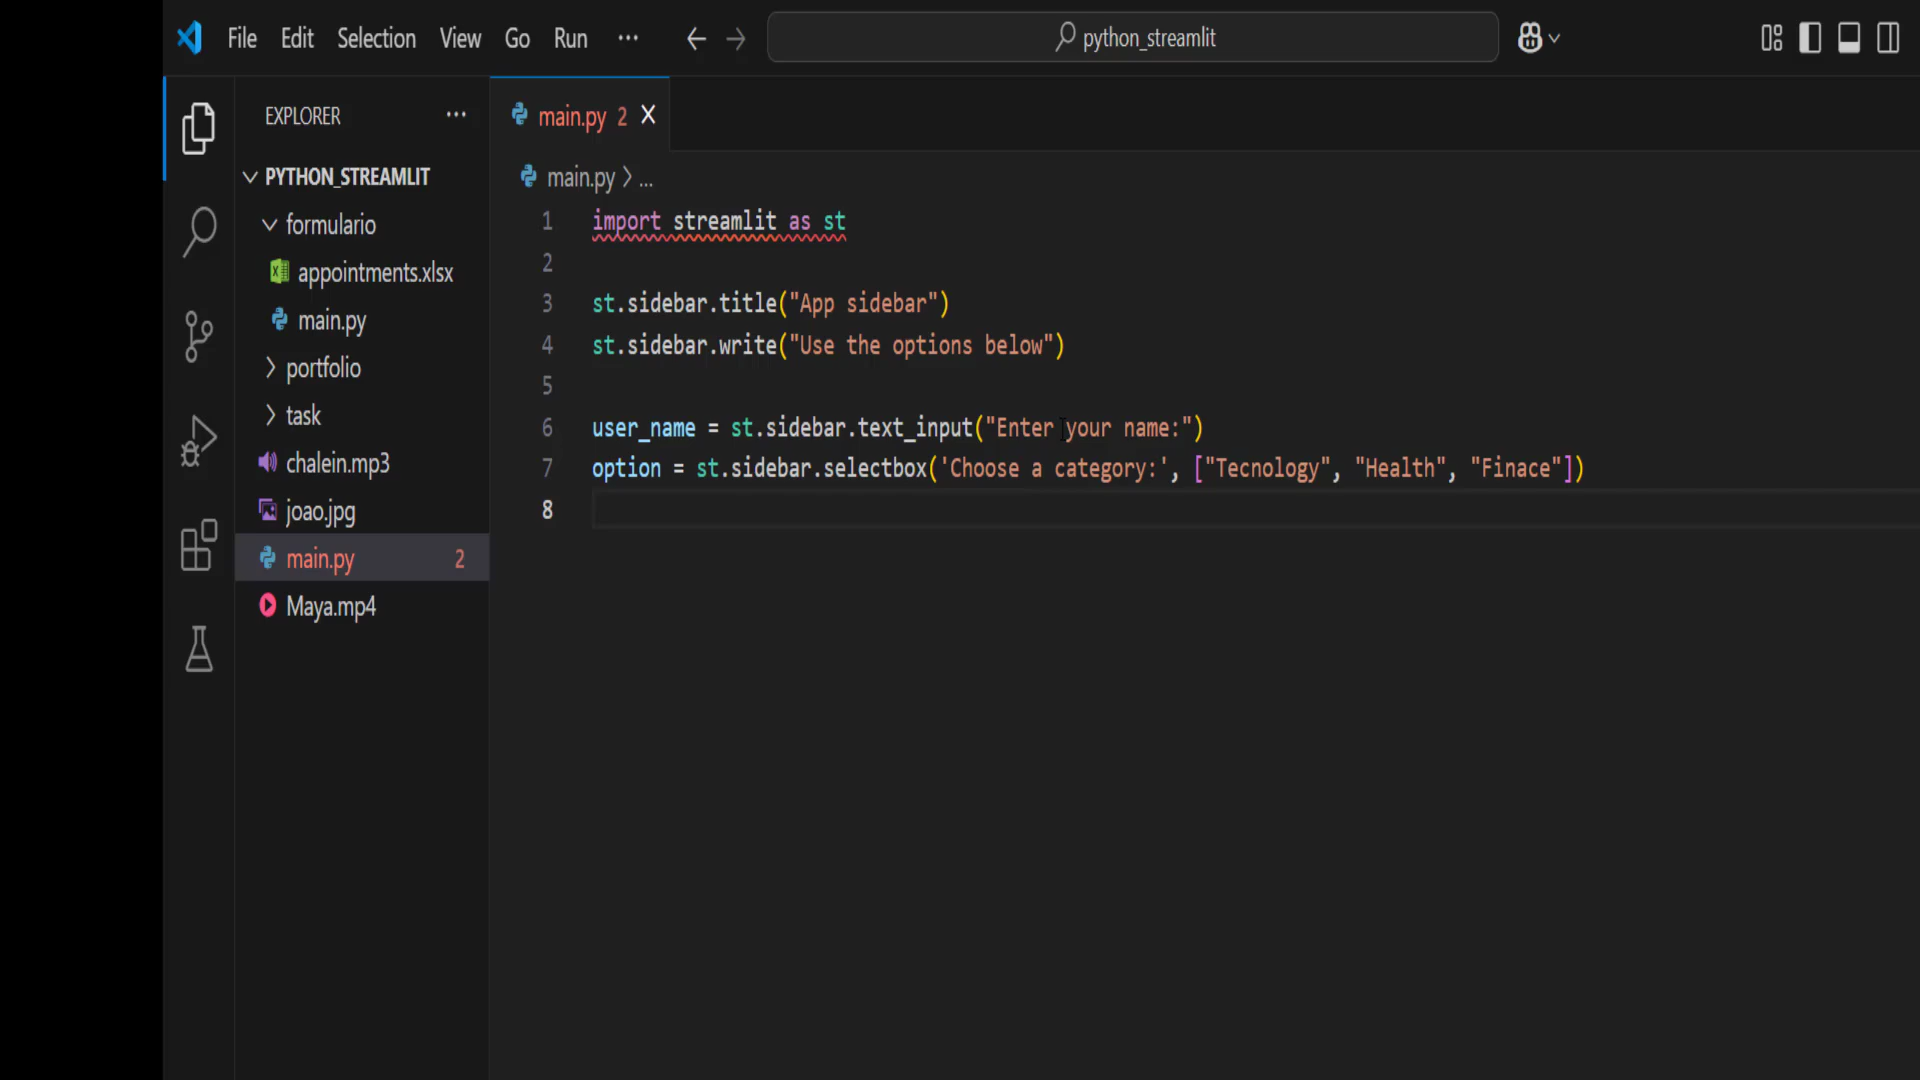 File Edit Selection View Go Run ··· python_streamlit
EXPLORER ···
PYTHON_STREAMLIT
formulario
appointments.xlsx
main.py
portfolio
task
chalein.mp3
joao.jpg
main.py 2
Maya.mp4
main.py 2
main.py > ...
1 import streamlit as st
2
3 st.sidebar.title("App sidebar")
4 st.sidebar.write("Use the options below")
5
6 user_name = st.sidebar.text_input("Enter your name:")
7 option = st.sidebar.selectbox('Choose a category:', ["Tecnology", "Health", "Finace"])
8